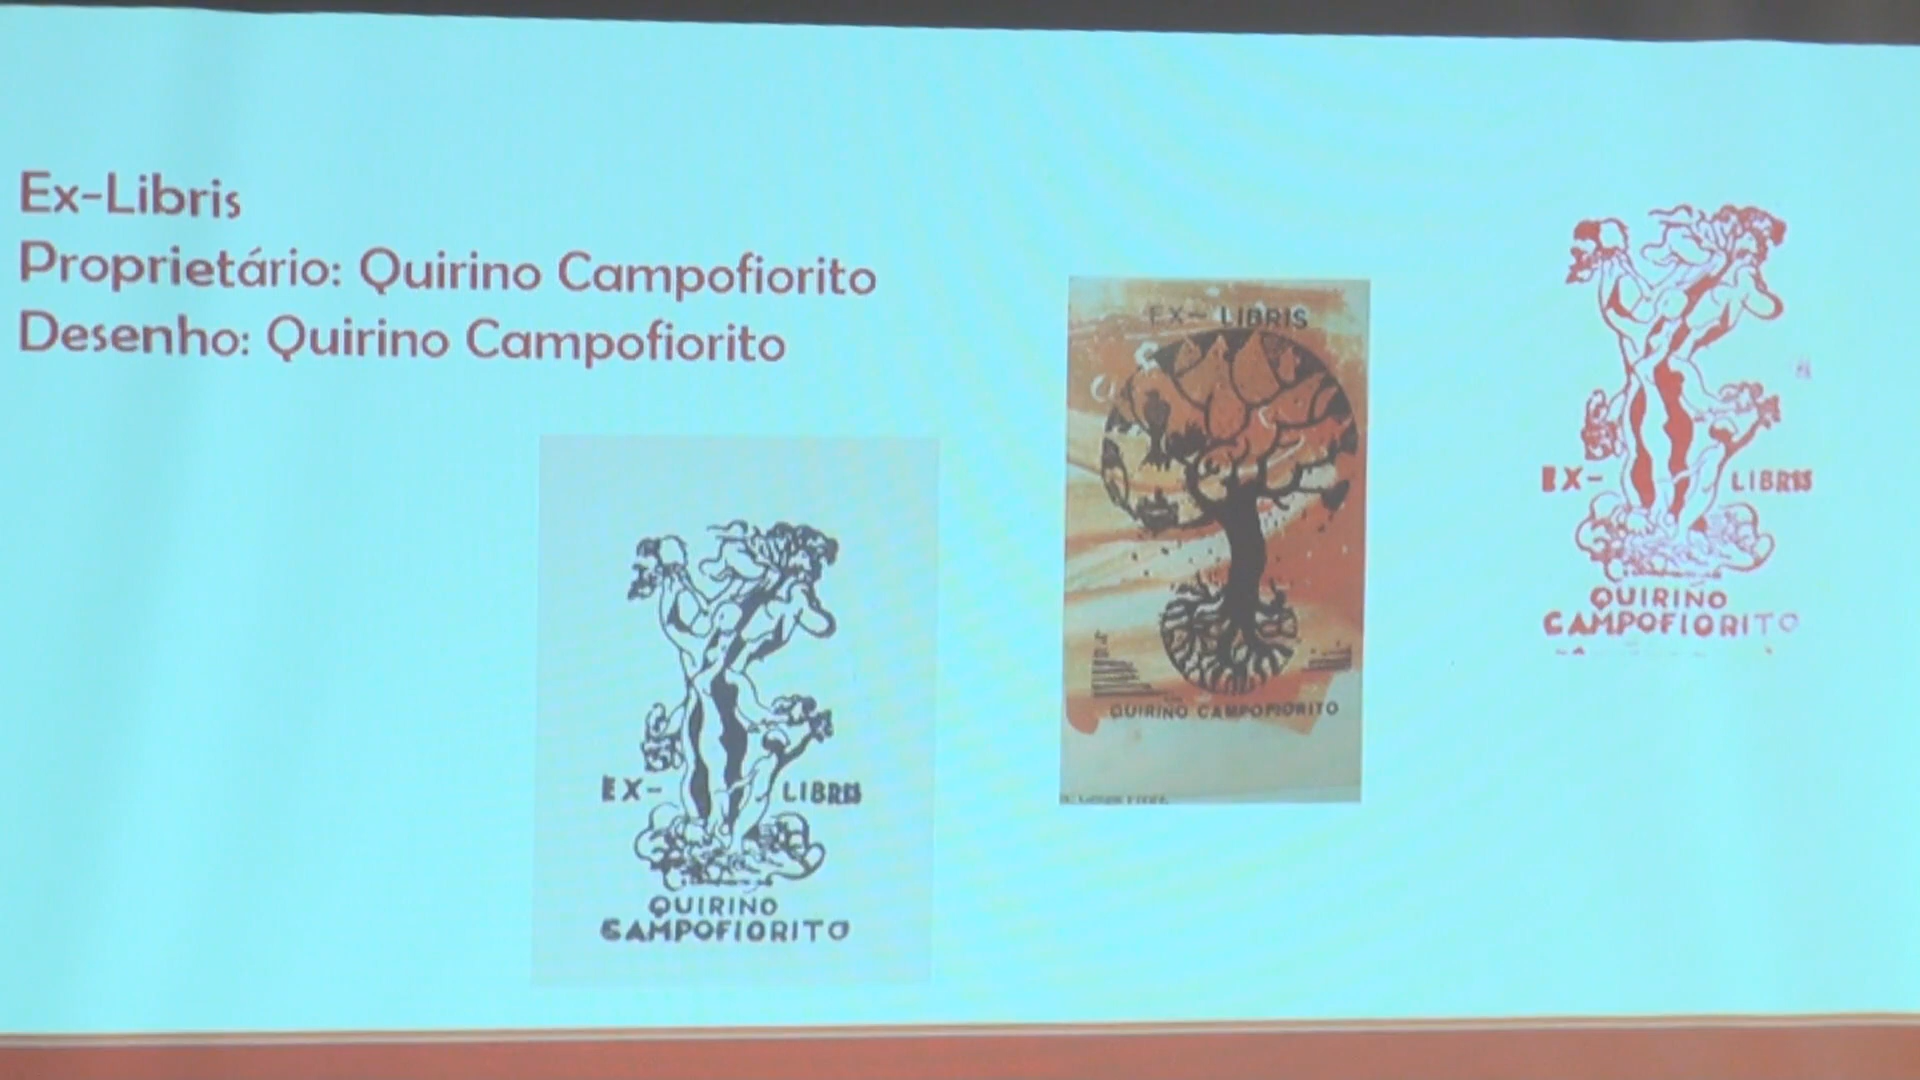 Ex-Libris
Proprietário: Quirino Campofiorito
Desenho: Quirino Campofiorito
EX- LIBRIS
QUIRINO
CAMPOFIORITO
EX- LIBRIS
QUIRINO CAMPOFIORITO
EX- LIBRIS
QUIRINO
CAMPOFIORITO